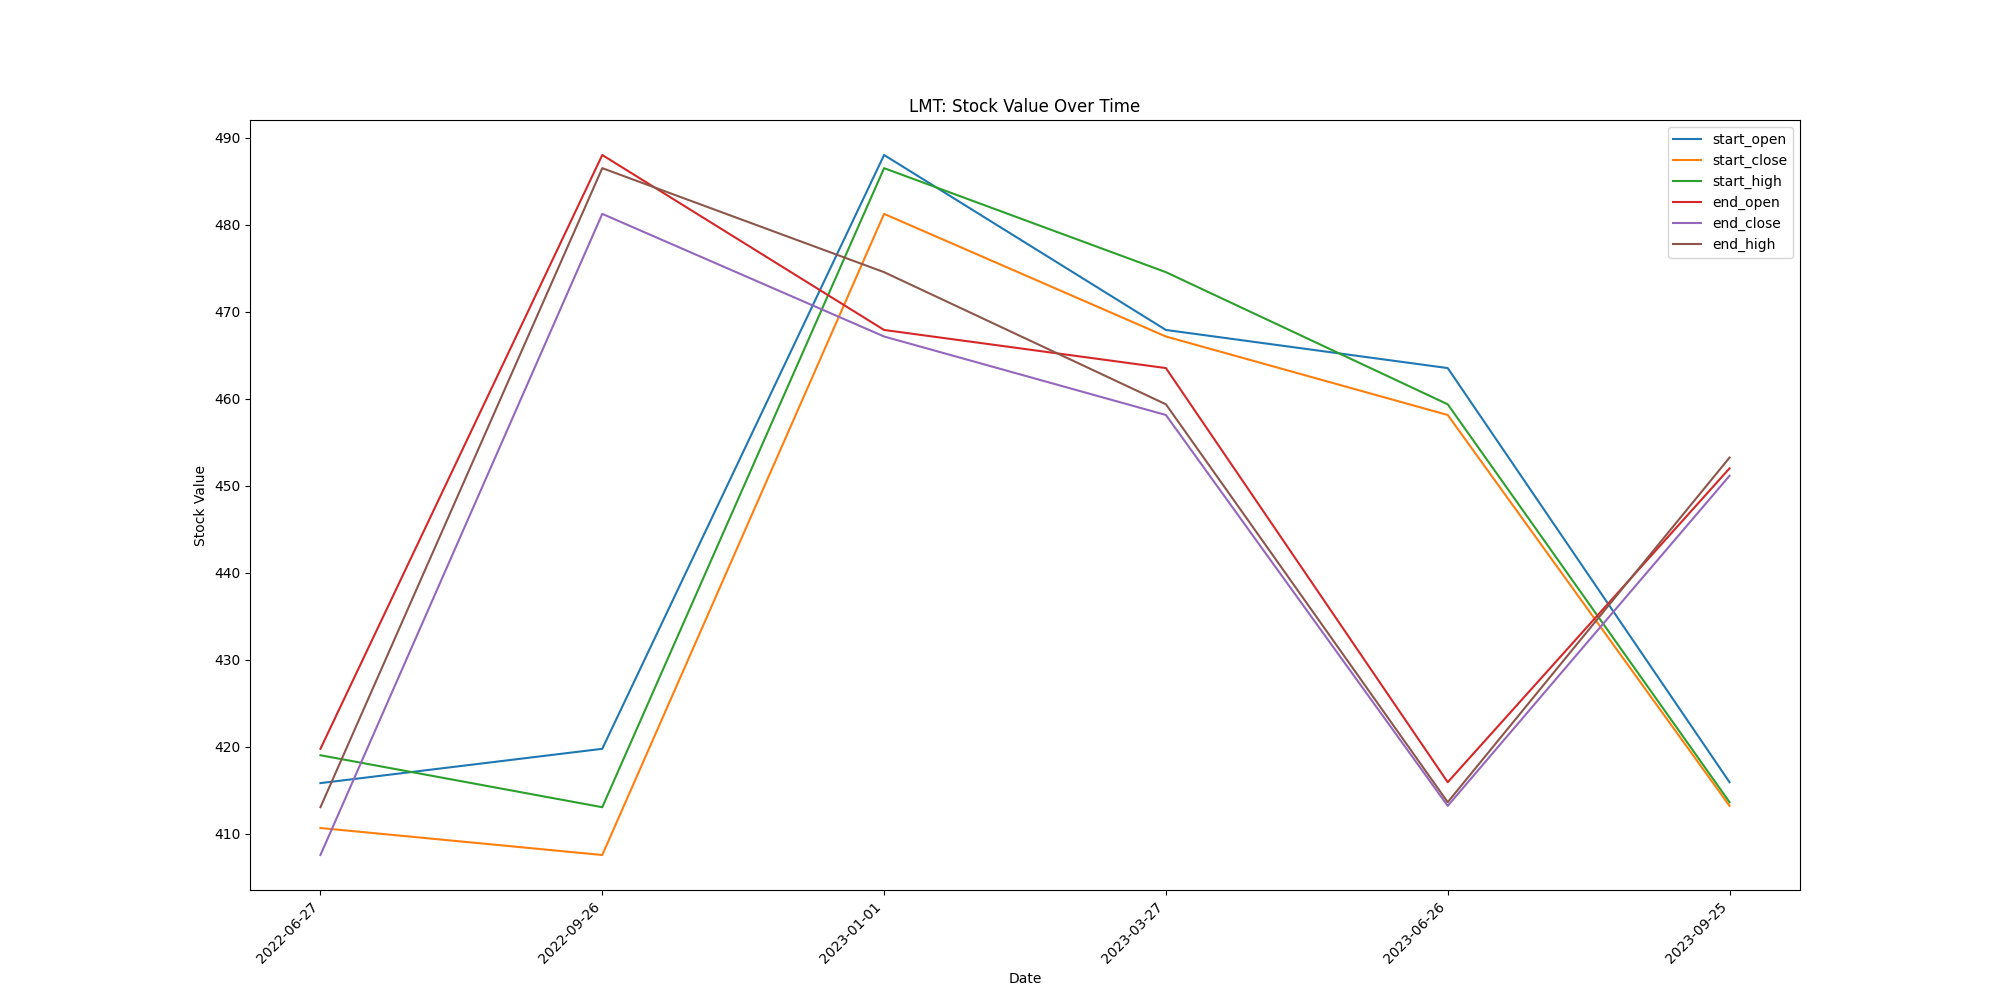 LMT: Stock Value Over Time
490
480
470
460
450
440
430
420
410
Stock Value
start_open
start_close
start_high
end_open
end_close
end_high
2022-06-27
2022-09-26
2023-01-01
2023-03-27
2023-06-26
2023-09-25
Date